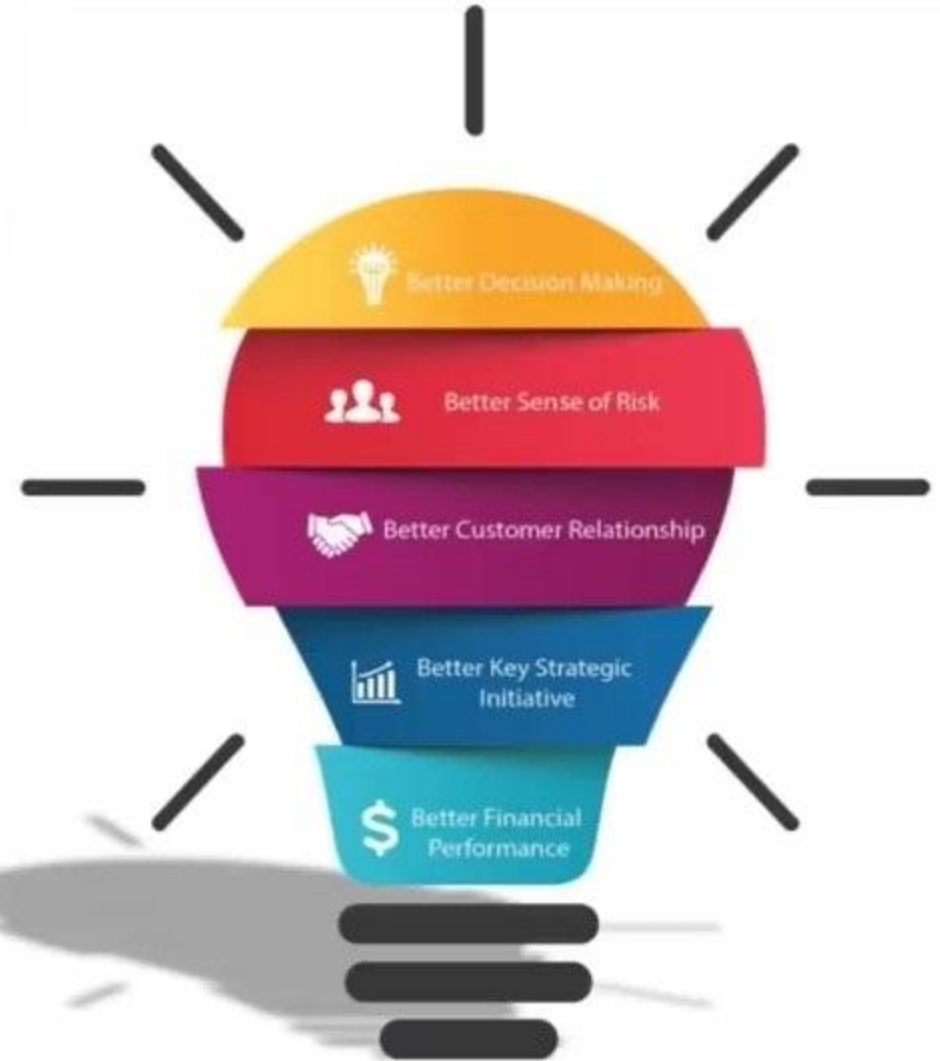 Better Decision Making
Better Sense of Risk
Better Customer Relationship
Better Key Strategic
Initiative
$ Better Financial
Performance